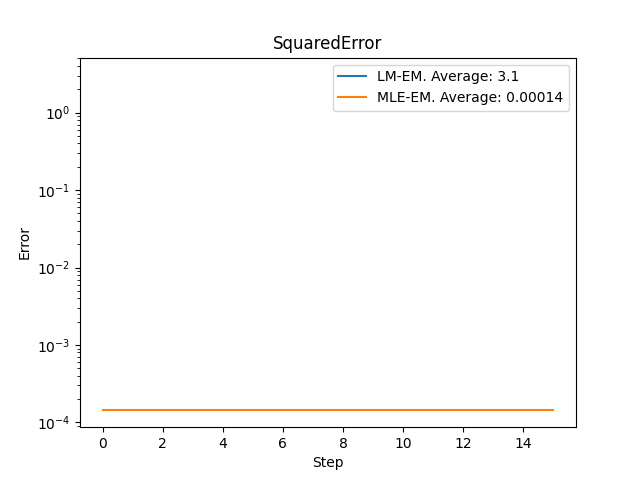 SquaredError
LM-EM. Average: 3.1
MLE-EM. Average: 0.00014
10⁰
10⁻¹
10⁻²
10⁻³
10⁻⁴
Error
0 2 4 6 8 10 12 14
Step